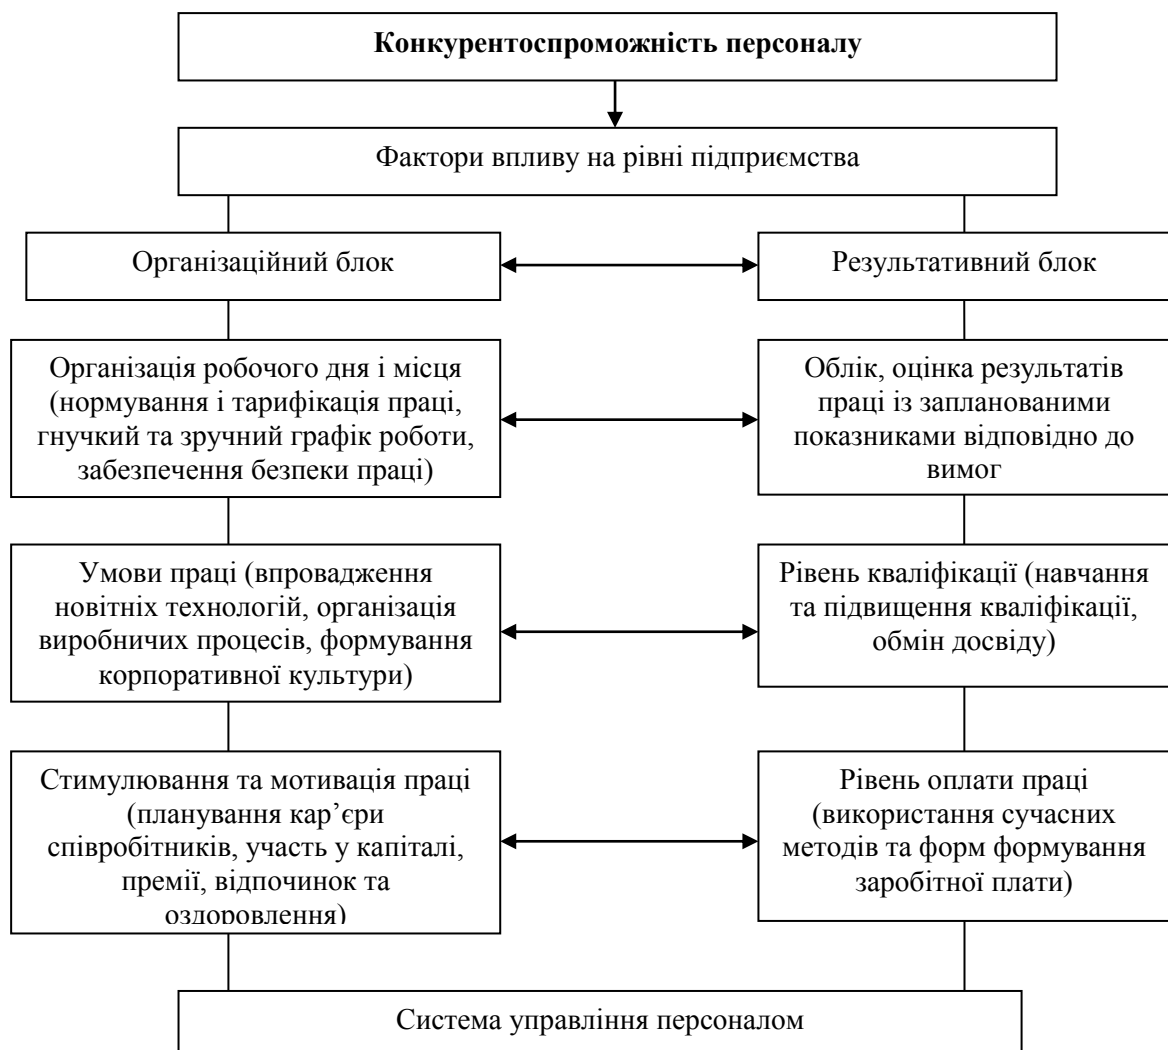 Конкурентоспроможність персоналу
Фактори впливу на рівні підприємства
Організаційний блок
Результативний блок
Організація робочого дня і місця
(нормування і тарифікація праці,
гнучкий та зручний графік роботи,
забезпечення безпеки праці)
Облік, оцінка результатів
праці із запланованими
показниками відповідно до
вимог
Умови праці (впровадження
новітніх технологій, організація
виробничих процесів, формування
корпоративної культури)
Рівень кваліфікації (навчання
та підвищення кваліфікації,
обмін досвіду)
Стимулювання та мотивація праці
(планування кар’єри
співробітників, участь у капіталі,
премії, відпочинок та
оздоровлення)
Рівень оплати праці
(використання сучасних
методів та форм формування
заробітної плати)
Система управління персоналом